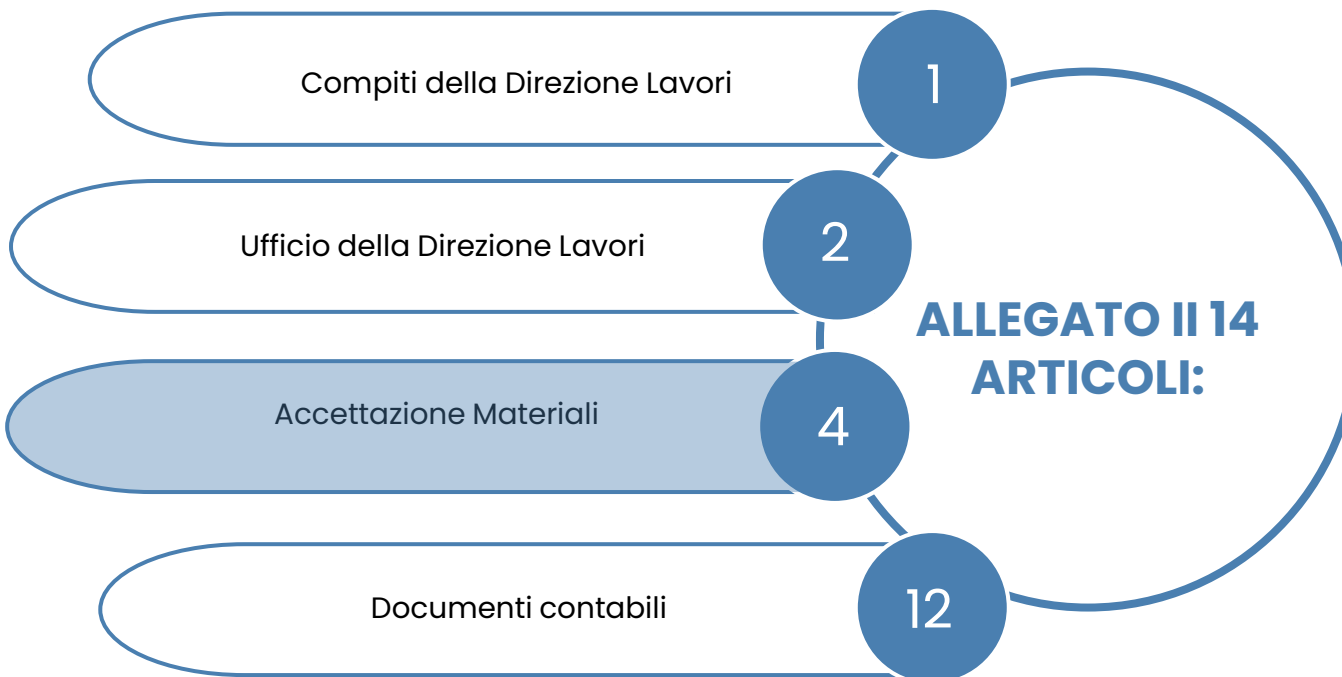 Compiti della Direzione Lavori
1
Ufficio della Direzione Lavori
2
ALLEGATO II 14
ARTICOLI:
Accettazione Materiali
4
Documenti contabili
12